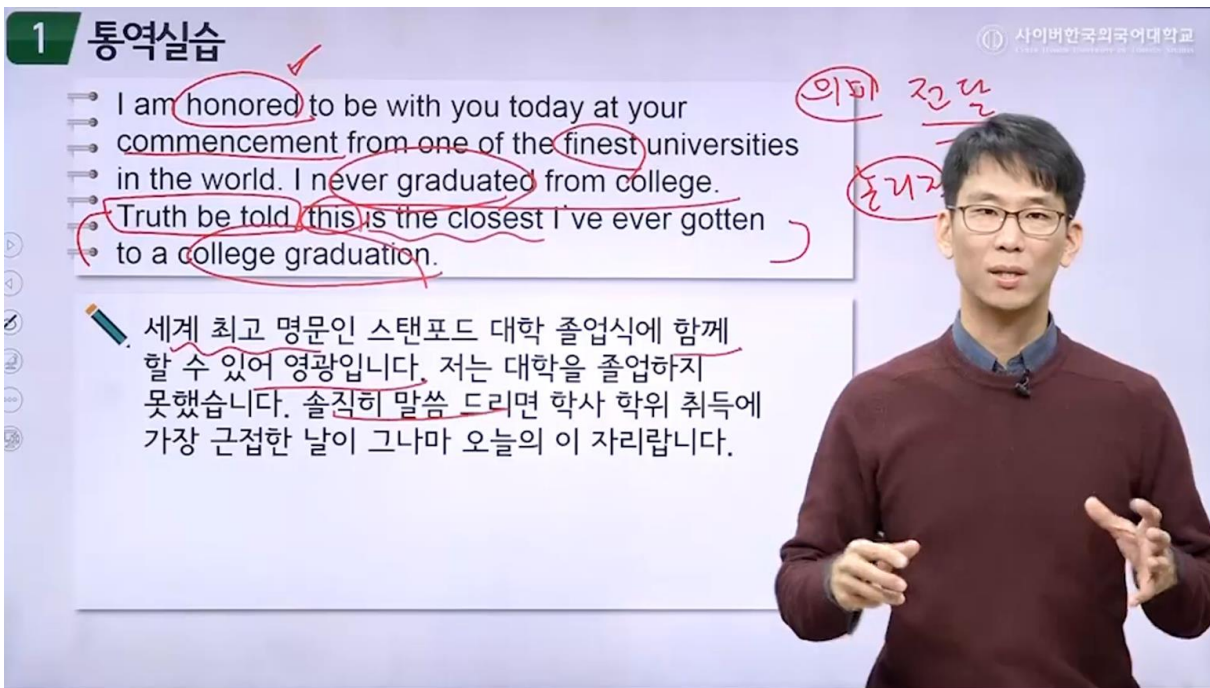 1 통역실습
사이버한국외국어대학교
I am honored to be with you today at your
commencement from one of the finest universities
in the world. I never graduated from college.
Truth be told, this is the closest I've ever gotten
to a college graduation.
의미 전달
논리
세계 최고 명문인 스탠포드 대학 졸업식에 함께
할 수 있어 영광입니다. 저는 대학을 졸업하지
못했습니다. 솔직히 말씀 드리면 학사 학위 취득에
가장 근접한 날이 그나마 오늘의 이 자리랍니다.